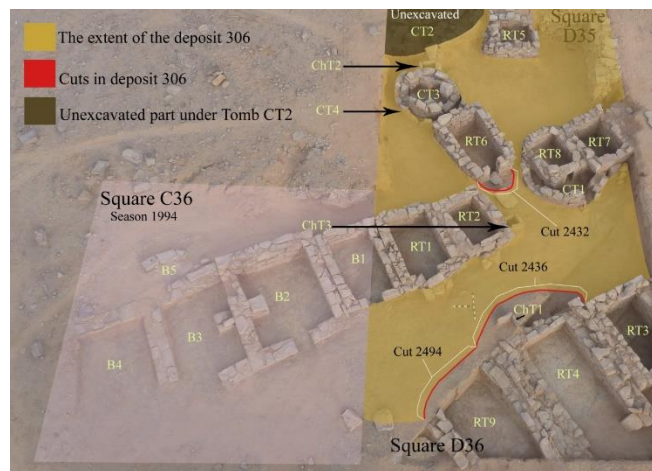 The extent of the deposit 306
Cuts in deposit 306
Unexcavated part under Tomb CT2
Unexcavated
CT2
Square
D35
RT5
ChT2
CT3
CT4
RT6
RT7
RT8
CT1
Square C36
Season 1994
ChT3
RT2
RT1
Cut 2432
B1
B5
B2
B3
B4
Cut 2436
ChT1
RT3
Cut 2494
RT4
RT9
Square D36